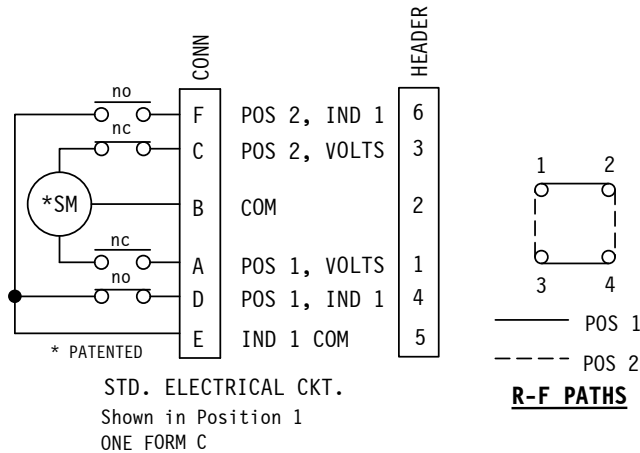 CONN
HEADER
no
F POS 2, IND 1 6
nc
C POS 2, VOLTS 3
*SM
B COM 2
nc
A POS 1, VOLTS 1
no
D POS 1, IND 1 4
E IND 1 COM 5
* PATENTED
STD. ELECTRICAL CKT.
Shown in Position 1
ONE FORM C
1 2
3 4
POS 1
POS 2
R-F PATHS